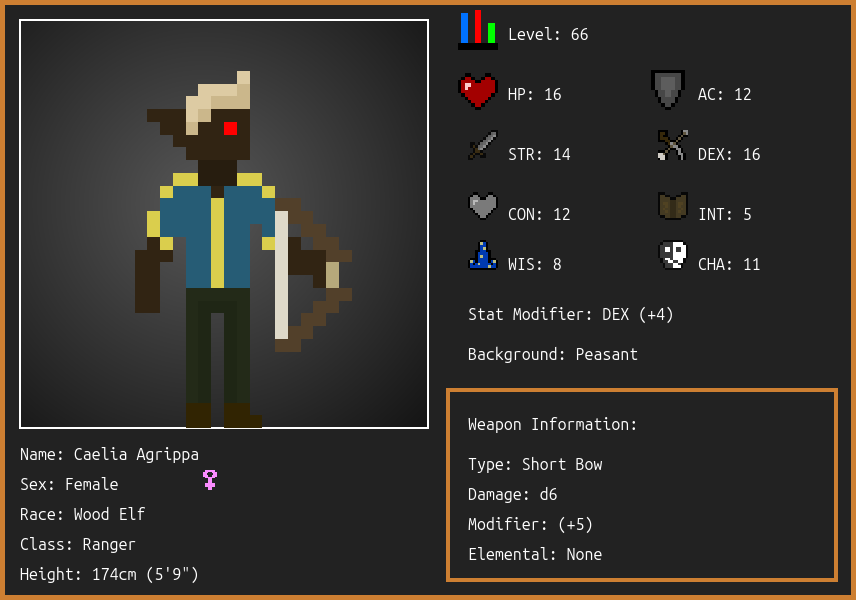 Level: 66
HP: 16
AC: 12
STR: 14
DEX: 16
CON: 12
INT: 5
WIS: 8
CHA: 11
Stat Modifier: DEX (+4)
Background: Peasant
Weapon Information:
Type: Short Bow
Damage: d6
Modifier: (+5)
Elemental: None
Name: Caelia Agrippa
Sex: Female
Race: Wood Elf
Class: Ranger
Height: 174cm (5'9")